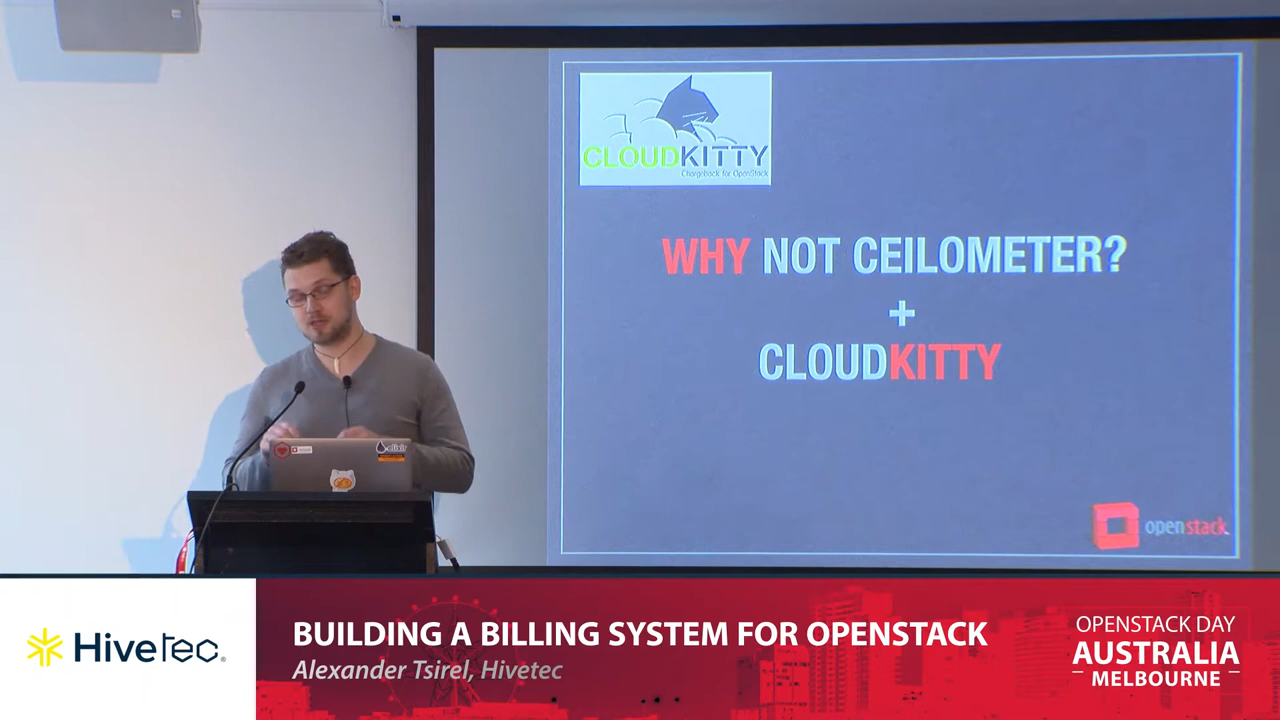 CLOUDKITTY
Chargeback for OpenStack
WHY NOT CEILOMETER?
+
CLOUDKITTY
openstack
elixir
Hivetec
BUILDING A BILLING SYSTEM FOR OPENSTACK
Alexander Tsirel, Hivetec
OPENSTACK DAY
AUSTRALIA
MELBOURNE